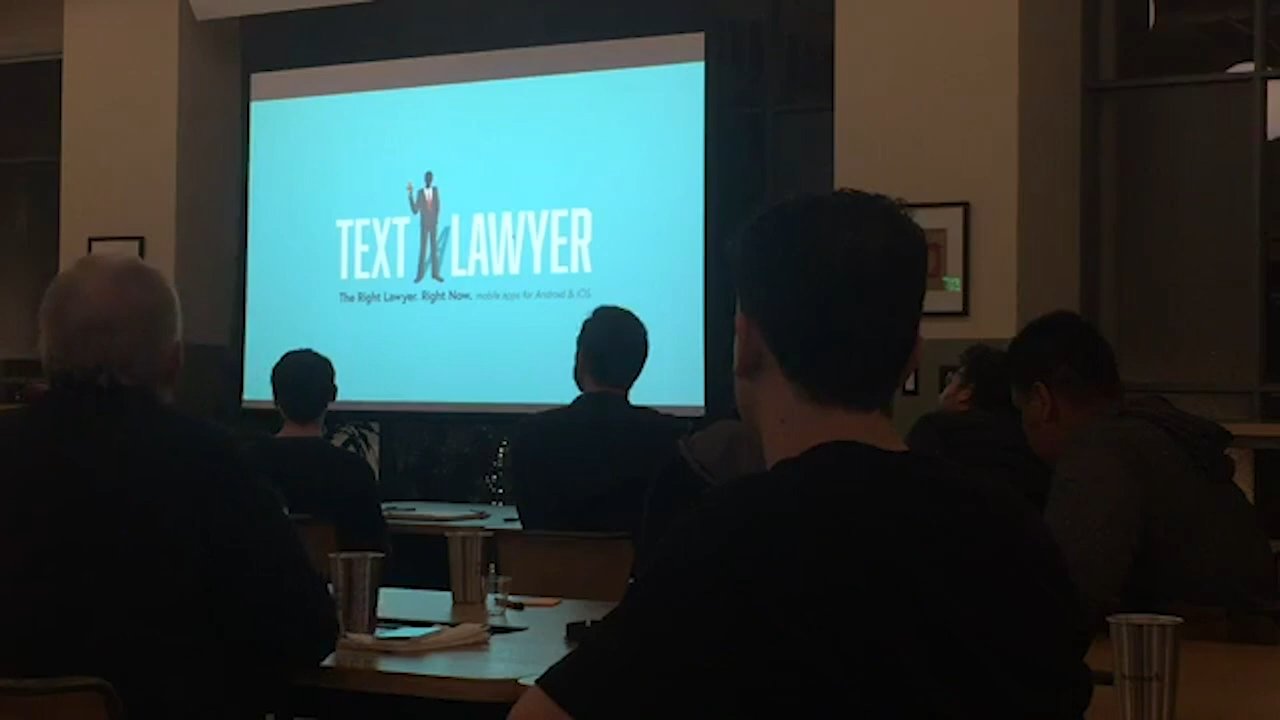 TEXT LAWYER
The Right Lawyer. Right Now. mobile apps for Android & iOS.